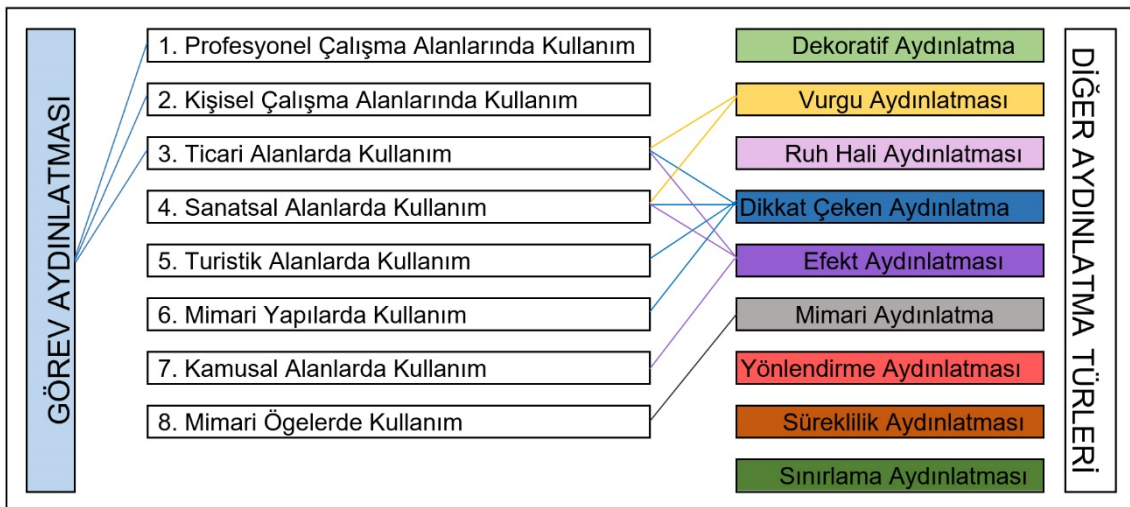 GÖREV AYDINLATMASI
1. Profesyonel Çalışma Alanlarında Kullanım
2. Kişisel Çalışma Alanlarında Kullanım
3. Ticari Alanlarda Kullanım
4. Sanatsal Alanlarda Kullanım
5. Turistik Alanlarda Kullanım
6. Mimari Yapılarda Kullanım
7. Kamusal Alanlarda Kullanım
8. Mimari Ögelerde Kullanım
Dekoratif Aydınlatma
Vurgu Aydınlatması
Ruh Hali Aydınlatması
Dikkat Çeken Aydınlatma
Efekt Aydınlatması
Mimari Aydınlatma
Yönlendirme Aydınlatması
Süreklilik Aydınlatması
Sınırlama Aydınlatması
DİĞER AYDINLATMA TÜRLERİ